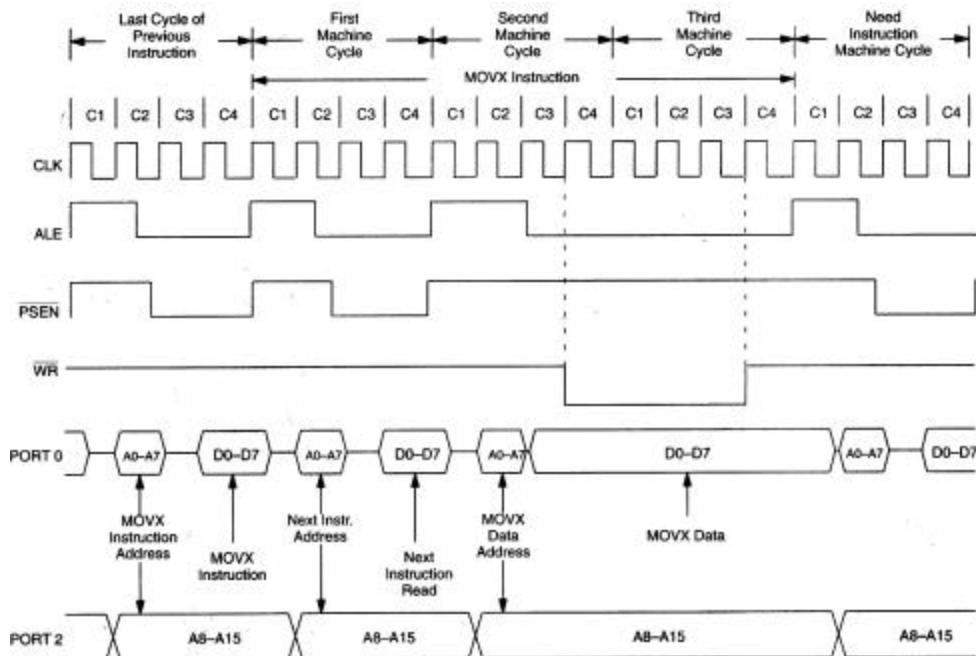 Last Cycle of
Previous
Instruction
First
Machine
Cycle
Second
Machine
Cycle
Third
Machine
Cycle
Need
Instruction
Machine Cycle
MOVX Instruction
C1 C2 C3 C4 C1 C2 C3 C4 C1 C2 C3 C4 C1 C2 C3 C4 C1 C2 C3 C4
CLK
ALE
PSEN
WR
PORT 0
A0–A7 D0–D7 A0–A7 D0–D7 A0–A7 D0–D7 A0–A7 D0–D7
MOVX
Instruction
Address
MOVX
Instruction
Next Instr.
Address
Next
Instruction
Read
MOVX
Data
Address
MOVX Data
PORT 2
A8–A15 A8–A15 A8–A15 A8–A15